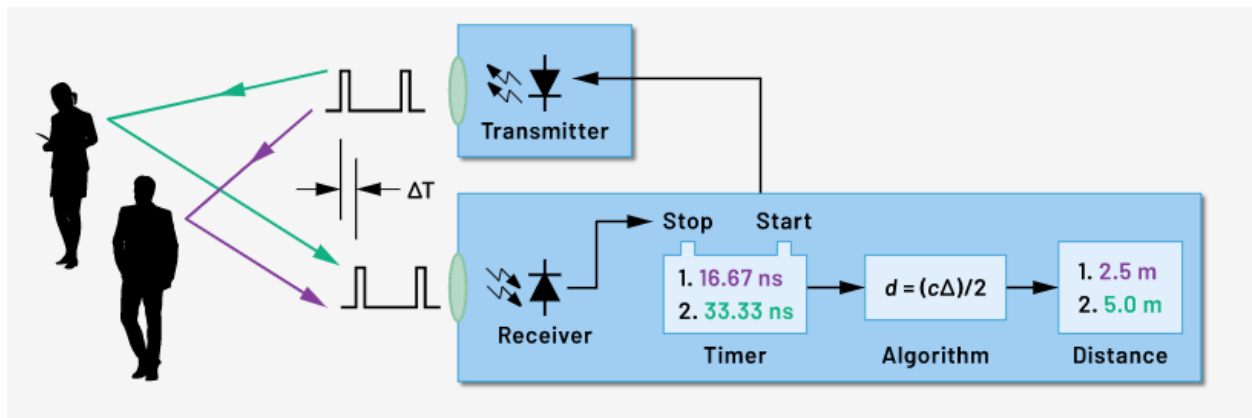 Transmitter
ΔT
Stop
Start
1. 16.67 ns
2. 33.33 ns
d = (cΔ)/2
1. 2.5 m
2. 5.0 m
Receiver
Timer
Algorithm
Distance